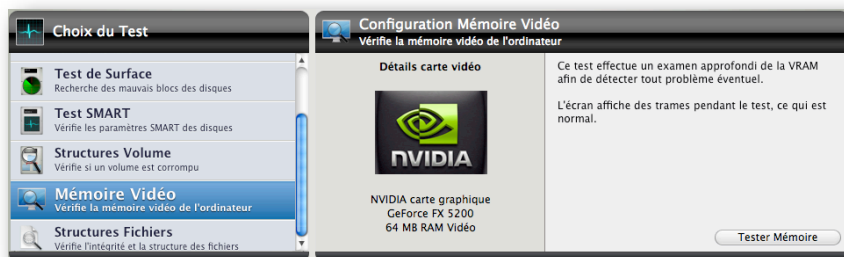 Choix du Test
Test de Surface
Recherche des mauvais blocs des disques
Test SMART
Vérifie les paramètres SMART des disques
Structures Volume
Vérifie si un volume est corrompu
Mémoire Vidéo
Vérifie la mémoire vidéo de l'ordinateur
Structures Fichiers
Vérifie l'intégrité et la structure des fichiers
Configuration Mémoire Vidéo
Vérifie la mémoire vidéo de l'ordinateur
Détails carte vidéo
NVIDIA
NVIDIA carte graphique
GeForce FX 5200
64 MB RAM Vidéo
Ce test effectue un examen approfondi de la VRAM
afin de détecter tout problème éventuel.
L'écran affiche des trames pendant le test, ce qui est
normal.
Tester Mémoire